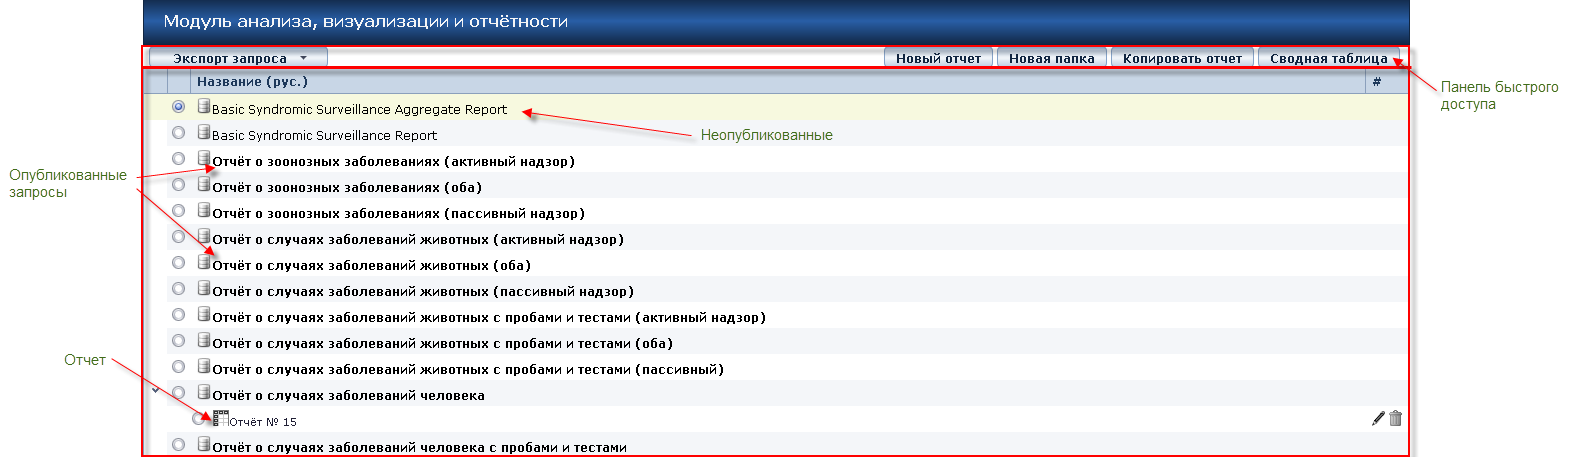 Модуль анализа, визуализации и отчётности
Экспорт запроса Новый отчет Новая папка Копировать отчет Сводная таблица
Название (рус.) #
Панель быстрого
доступа
Basic Syndromic Surveillance Aggregate Report
Basic Syndromic Surveillance Report
Неопубликованные
Отчёт о зоонозных заболеваниях (активный надзор)
Опубликованные
запросы
Отчёт о зоонозных заболеваниях (оба)
Отчёт о зоонозных заболеваниях (пассивный надзор)
Отчёт о случаях заболеваний животных (активный надзор)
Отчёт о случаях заболеваний животных (оба)
Отчёт о случаях заболеваний животных (пассивный надзор)
Отчёт о случаях заболеваний животных с пробами и тестами (активный надзор)
Отчёт о случаях заболеваний животных с пробами и тестами (оба)
Отчет
Отчёт о случаях заболеваний животных с пробами и тестами (пассивный)
Отчёт о случаях заболеваний человека
Отчёт № 15
Отчёт о случаях заболеваний человека с пробами и тестами